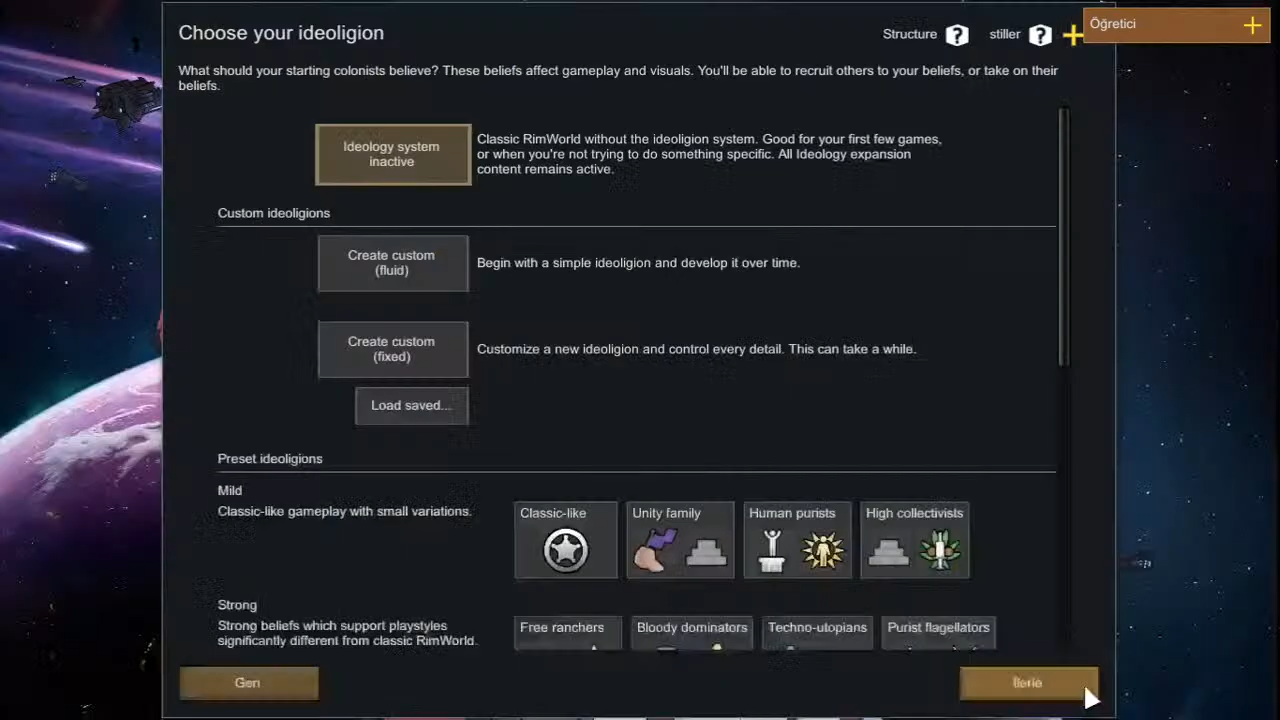 Choose your ideoligion
Structure ?
stiller ?
Öğretici
What should your starting colonists believe? These beliefs affect gameplay and visuals. You'll be able to recruit others to your beliefs, or take on their
beliefs.
Ideology system
inactive
Classic RimWorld without the ideoligion system. Good for your first few games,
or when you're not trying to do something specific. All Ideology expansion
content remains active.
Custom ideoligions
Create custom
(fluid)
Begin with a simple ideoligion and develop it over time.
Create custom
(fixed)
Customize a new ideoligion and control every detail. This can take a while.
Load saved...
Preset ideoligions
Mild
Classic-like gameplay with small variations.
Classic-like
Unity family
Human purists
High collectivists
Strong
Strong beliefs which support playstyles
significantly different from classic RimWorld.
Free ranchers
Bloody dominators
Techno-utopians
Purist flagellators